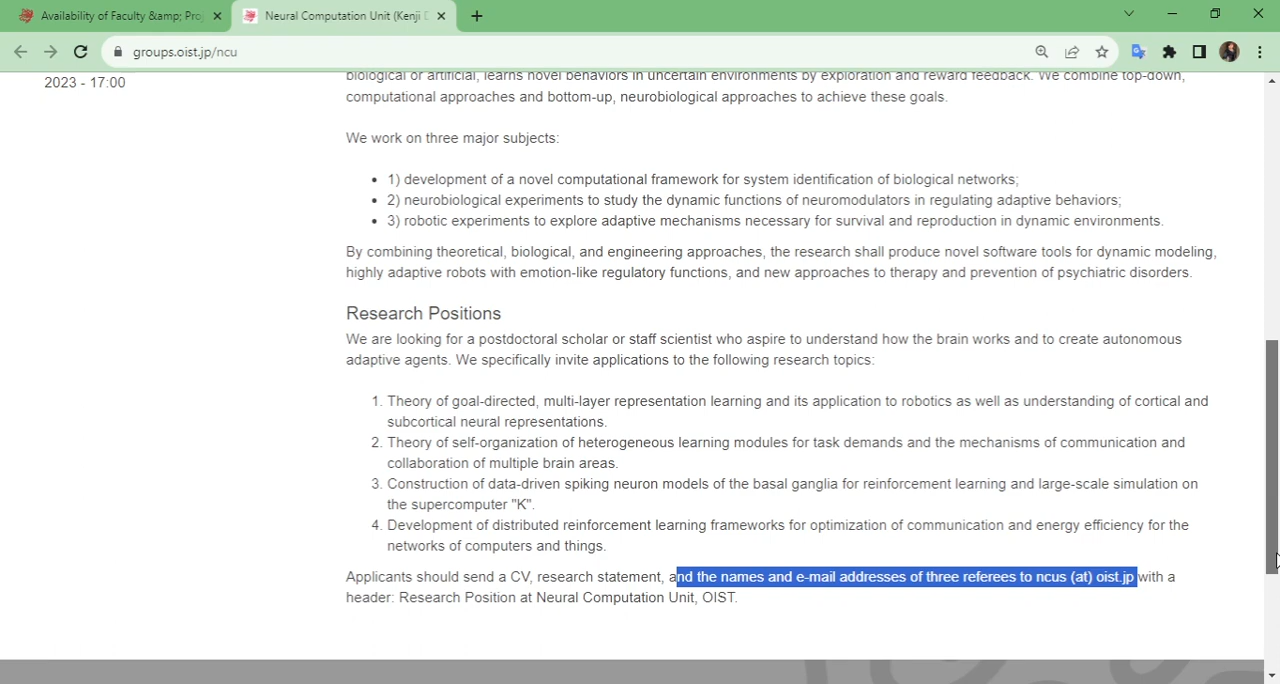 Availability of Faculty &amp; Proj
Neural Computation Unit (Kenji D
groups.oist.jp/ncu
2023 - 17:00
biological or artificial, learns novel behaviors in uncertain environments by exploration and reward feedback. We combine top-down,
computational approaches and bottom-up, neurobiological approaches to achieve these goals.
We work on three major subjects:
• 1) development of a novel computational framework for system identification of biological networks;
• 2) neurobiological experiments to study the dynamic functions of neuromodulators in regulating adaptive behaviors;
• 3) robotic experiments to explore adaptive mechanisms necessary for survival and reproduction in dynamic environments.
By combining theoretical, biological, and engineering approaches, the research shall produce novel software tools for dynamic modeling,
highly adaptive robots with emotion-like regulatory functions, and new approaches to therapy and prevention of psychiatric disorders.
Research Positions
We are looking for a postdoctoral scholar or staff scientist who aspire to understand how the brain works and to create autonomous
adaptive agents. We specifically invite applications to the following research topics:
1. Theory of goal-directed, multi-layer representation learning and its application to robotics as well as understanding of cortical and
subcortical neural representations.
2. Theory of self-organization of heterogeneous learning modules for task demands and the mechanisms of communication and
collaboration of multiple brain areas.
3. Construction of data-driven spiking neuron models of the basal ganglia for reinforcement learning and large-scale simulation on
the supercomputer "K".
4. Development of distributed reinforcement learning frameworks for optimization of communication and energy efficiency for the
networks of computers and things.
Applicants should send a CV, research statement, and the names and e-mail addresses of three referees to ncus (at) oist.jp with a
header: Research Position at Neural Computation Unit, OIST.